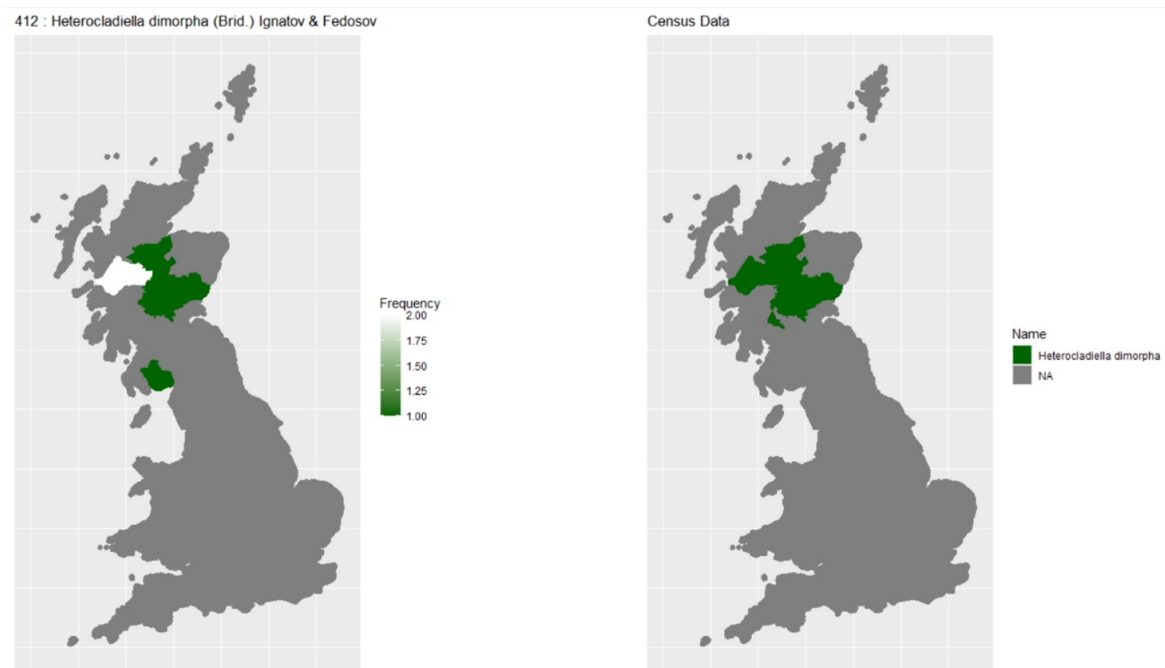 412 : Heterocladiella dimorpha (Brid.) Ignatov & Fedosov
Census Data
Frequency
2.00
1.75
1.50
1.25
1.00
Name
Heterocladiella dimorpha
NA